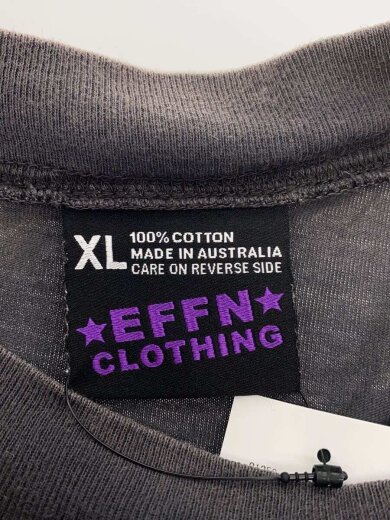 XL
100% COTTON
MADE IN AUSTRALIA
CARE ON REVERSE SIDE
★EFFN★
CLOTHING